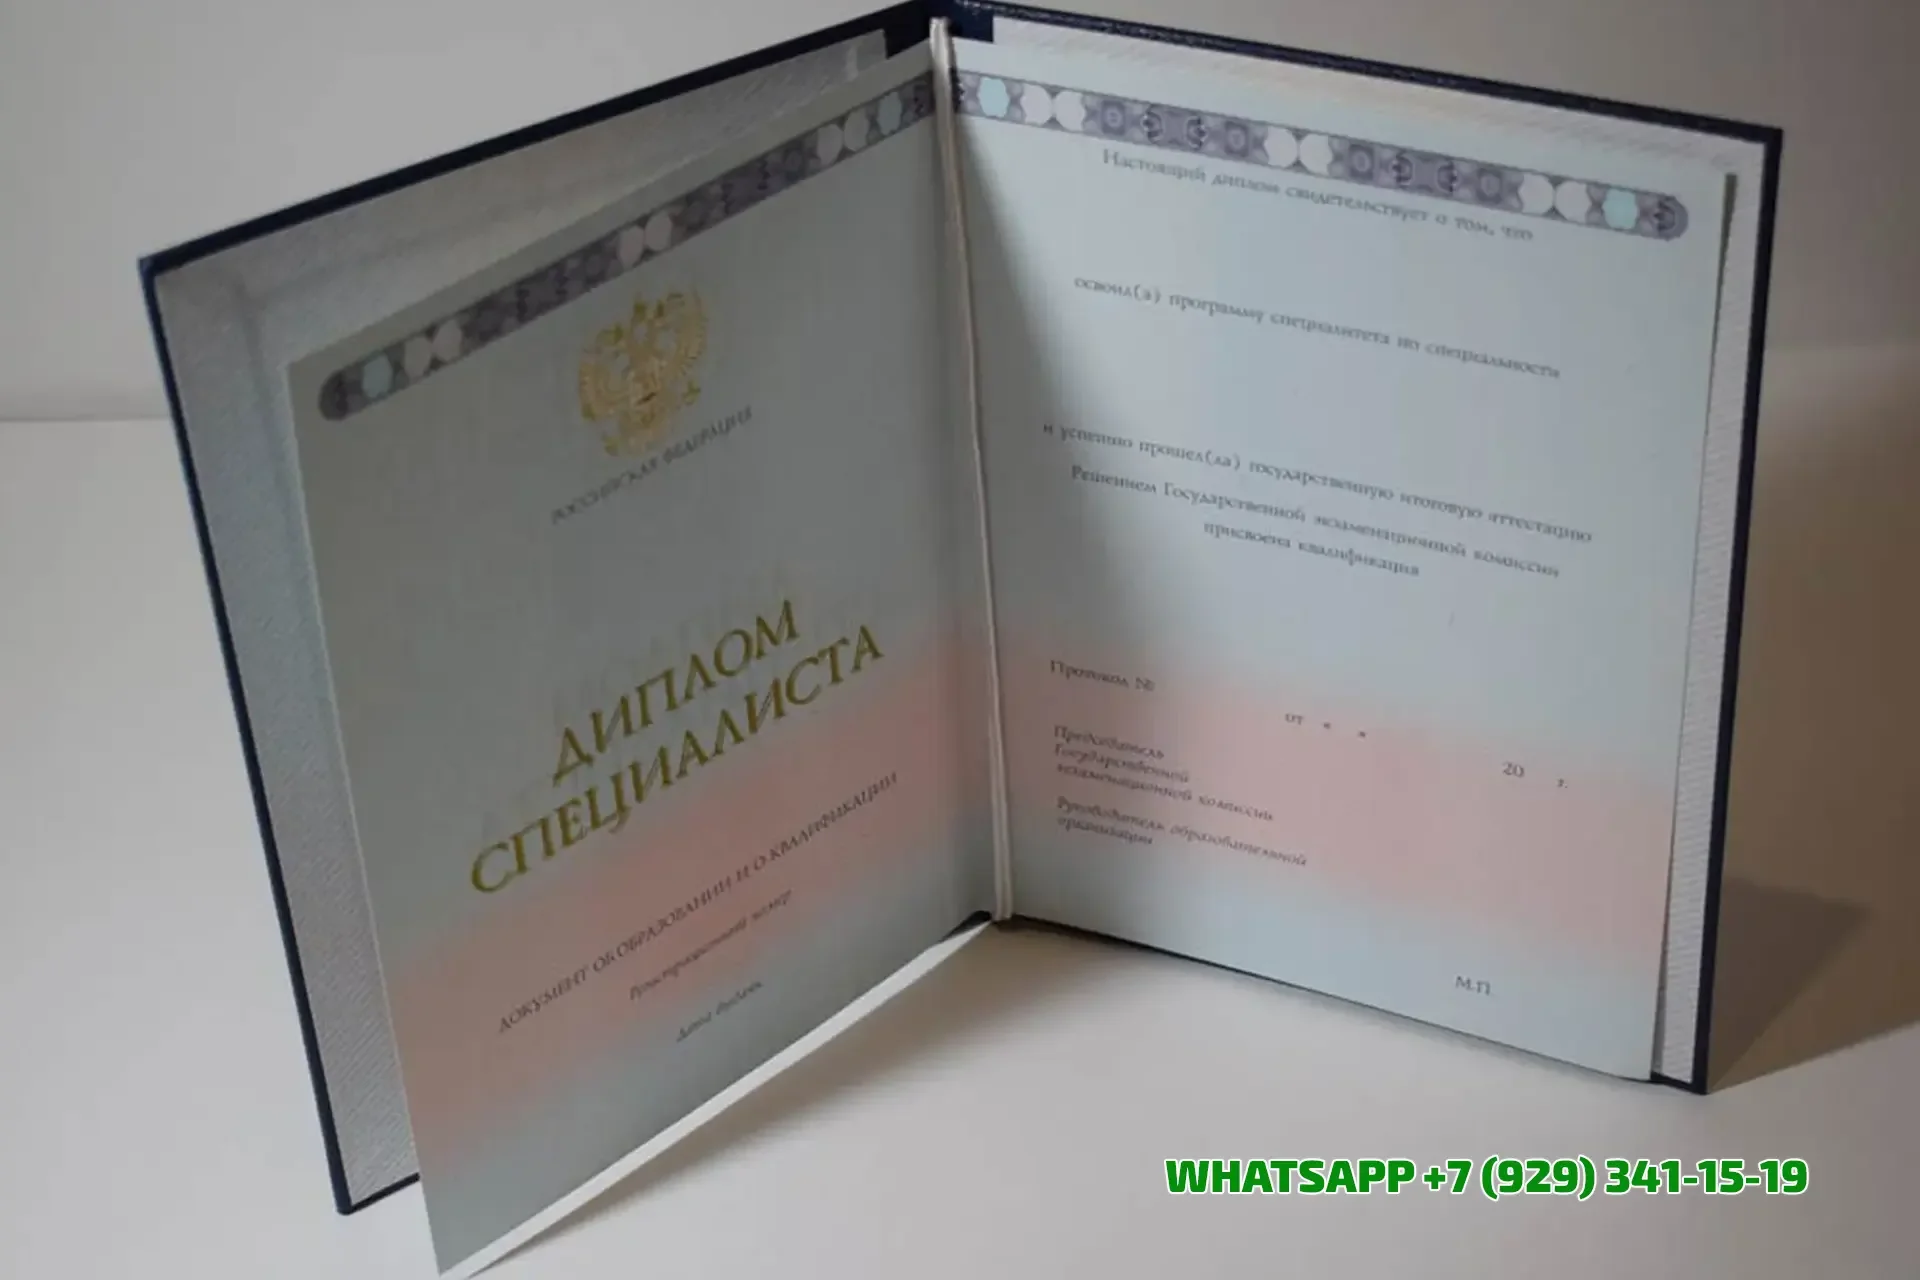 РОССИЙСКАЯ ФЕДЕРАЦИЯ
ДИПЛОМ
СПЕЦИАЛИСТА
ДОКУМЕНТ ОБ ОБРАЗОВАНИИ И О КВАЛИФИКАЦИИ
Регистрационный номер
Дата выдачи
Настоящий диплом свидетельствует о том, что
освоил(а) программу специалитета по специальности
и успешно прошел(ла) государственную итоговую аттестацию
Решением Государственной экзаменационной комиссии
присвоена квалификация
Протокол №
от « »
20 г.
Председатель
Государственной
экзаменационной комиссии
Руководитель образовательной
организации
М.П.
WHATSAPP +7 (929) 341-15-19